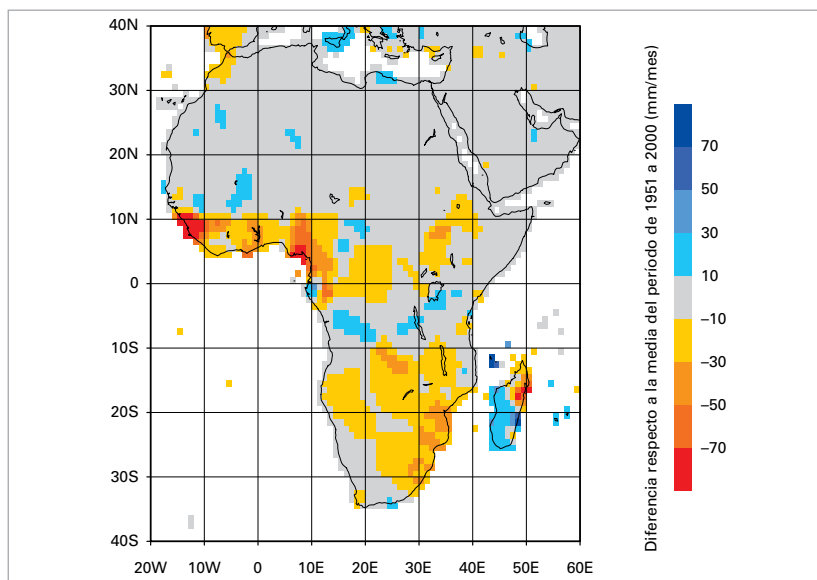 40N
30N
20N
10N
0
10S
20S
30S
40S
20W 10W 0 10E 20E 30E 40E 50E 60E
Diferencia respecto a la media del período de 1951 a 2000 (mm/mes)
70
50
30
10
–10
–30
–50
–70